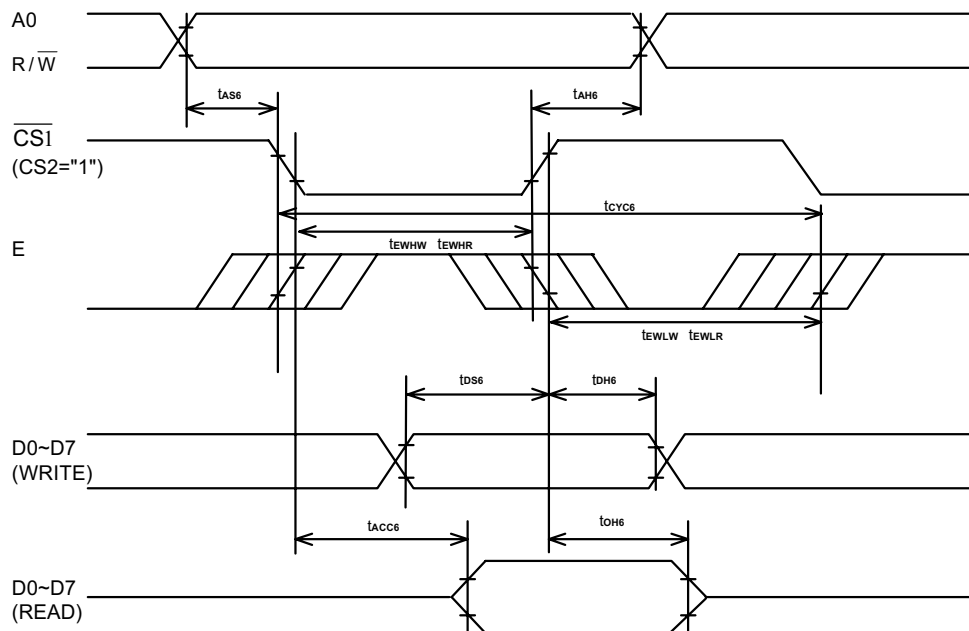 A0
R/W̅
tAS6
tAH6
C̅S̅1̅
(CS2="1")
tCYC6
tEWHW tEWHR
E
tEWLW tEWLR
tDS6
tDH6
D0~D7
(WRITE)
tACC6
tOH6
D0~D7
(READ)